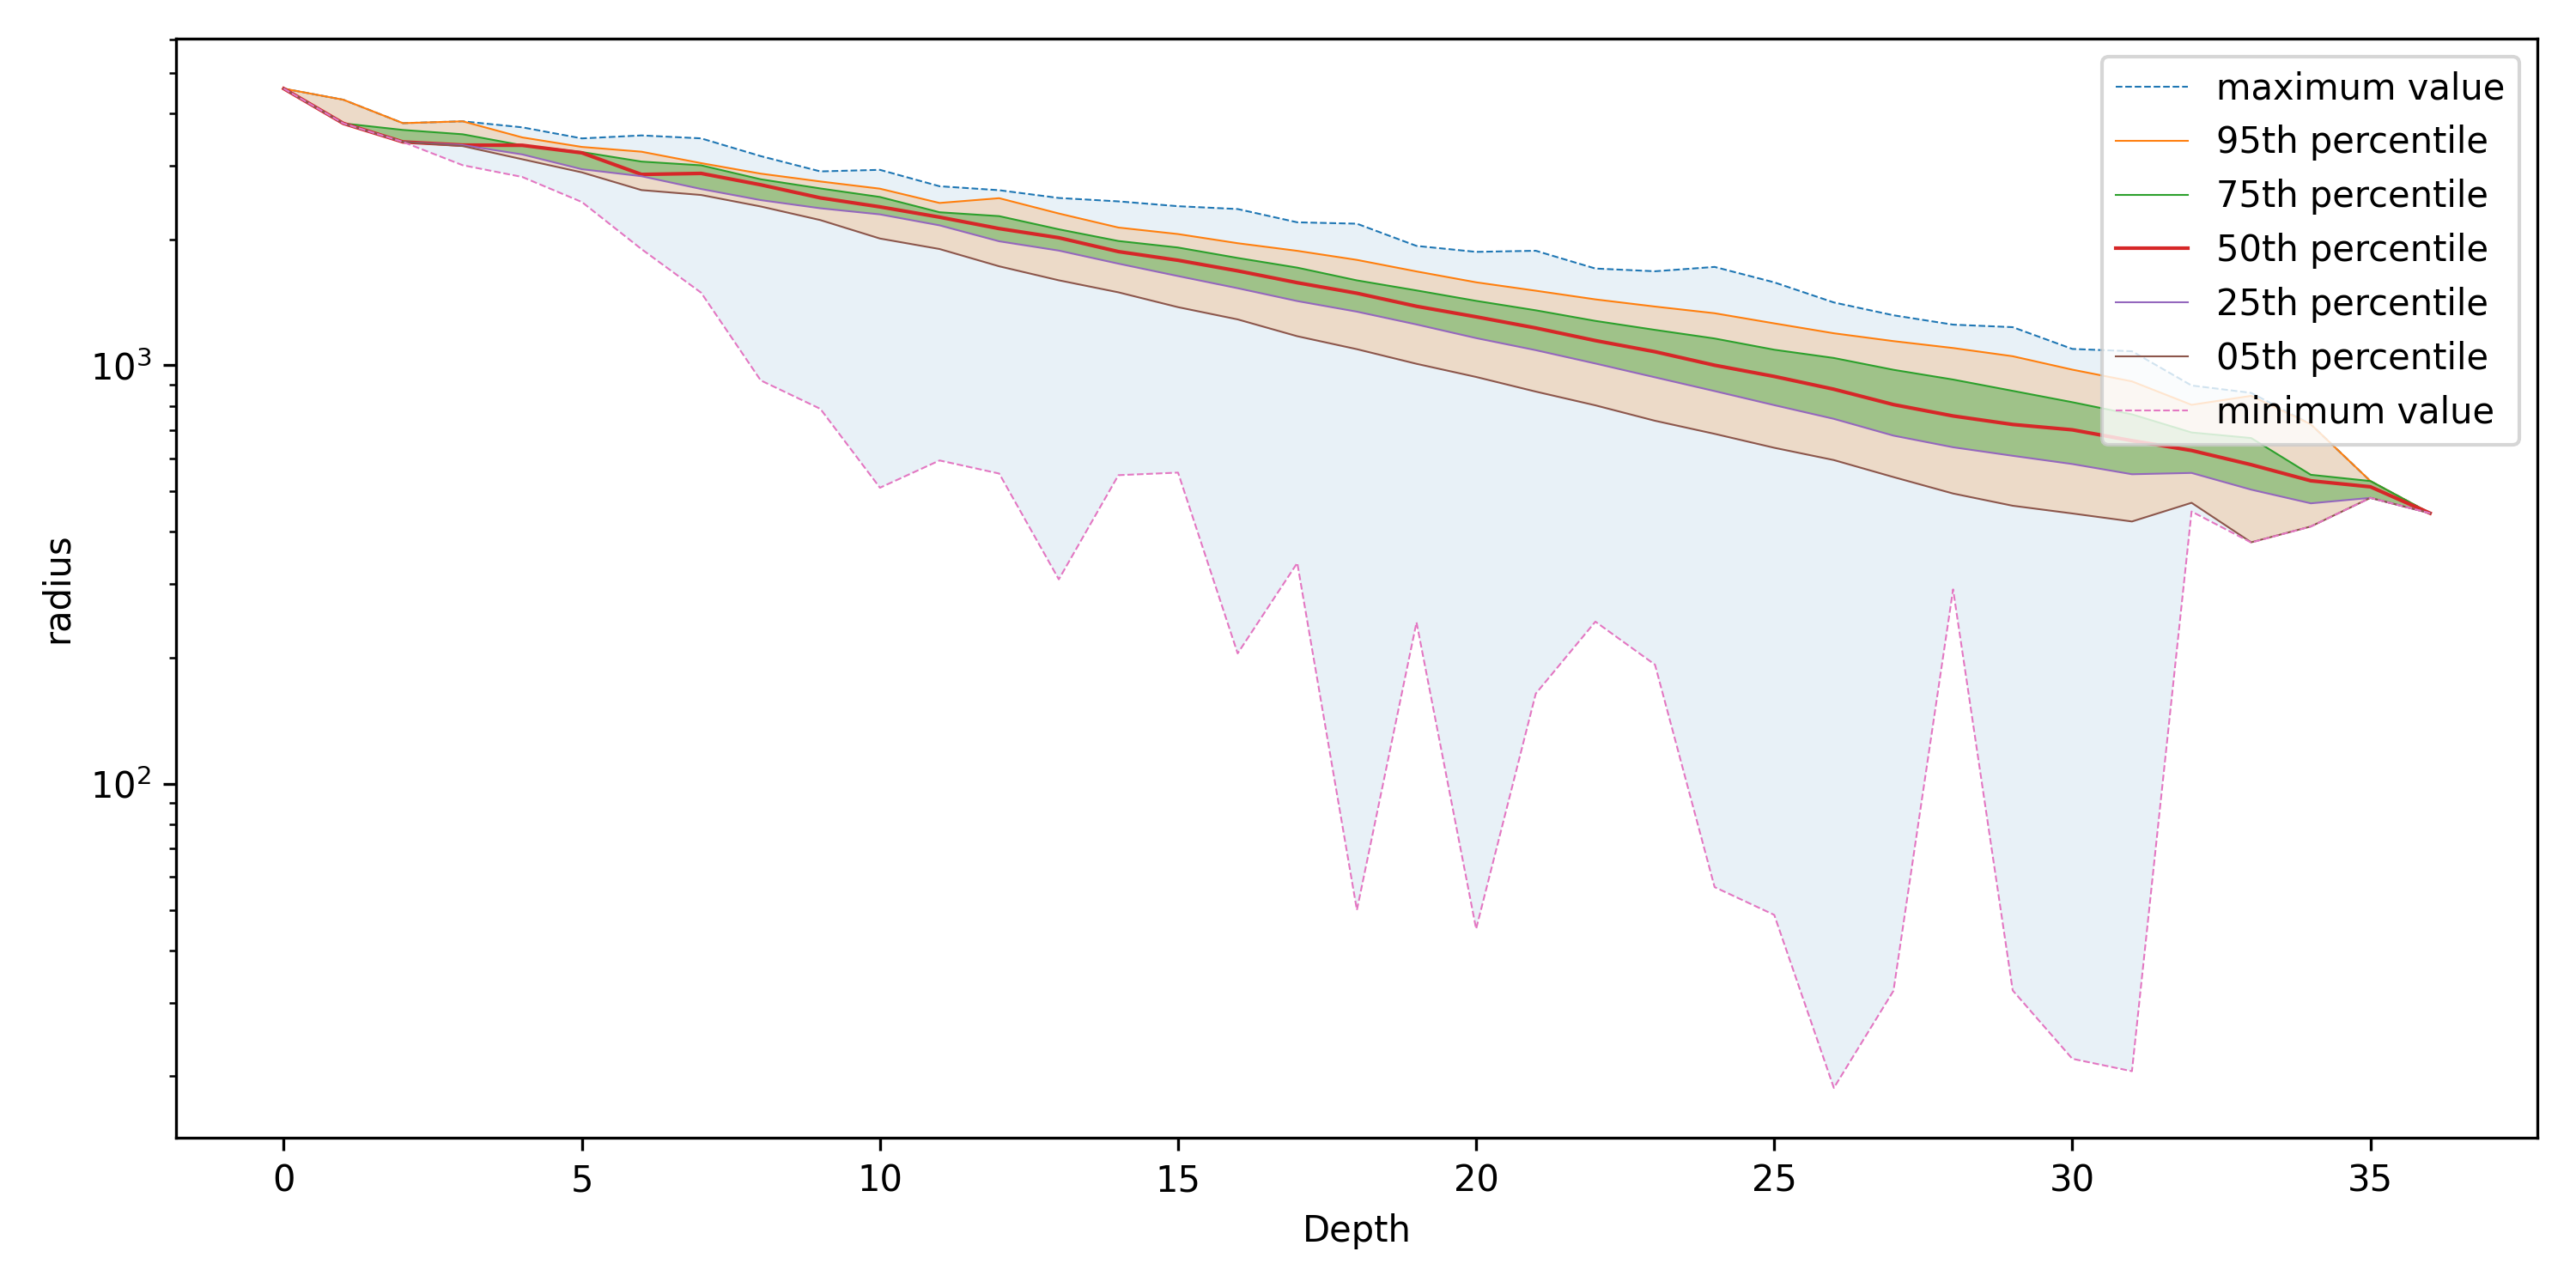 maximum value
95th percentile
75th percentile
50th percentile
25th percentile
05th percentile
minimum value
10³
10²
radius
0 5 10 15 20 25 30 35
Depth